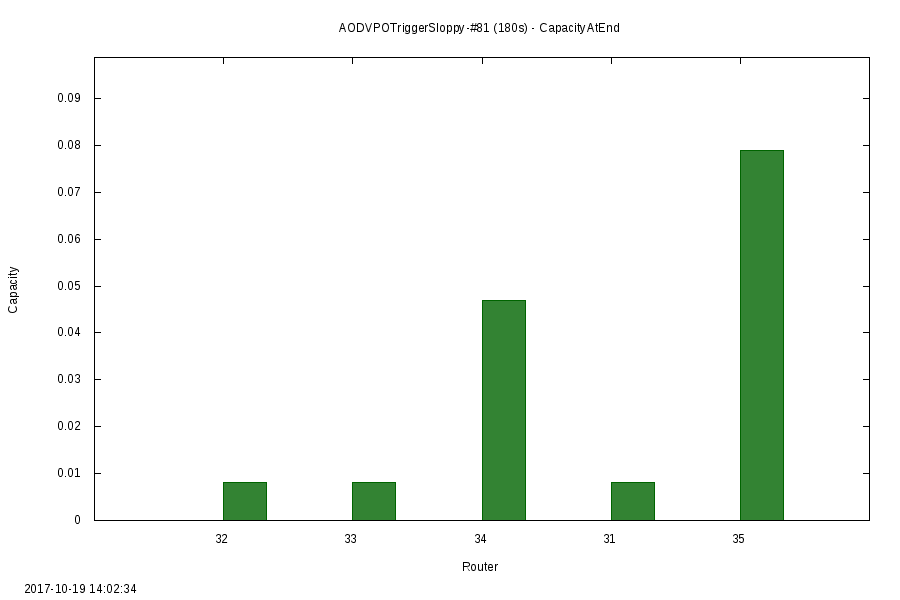 AODVPOTriggerSloppy-#81 (180s) - CapacityAtEnd
0.09
0.08
0.07
0.06
0.05
0.04
0.03
0.02
0.01
0
Capacity
32 33 34 31 35
Router
2017-10-19 14:02:34